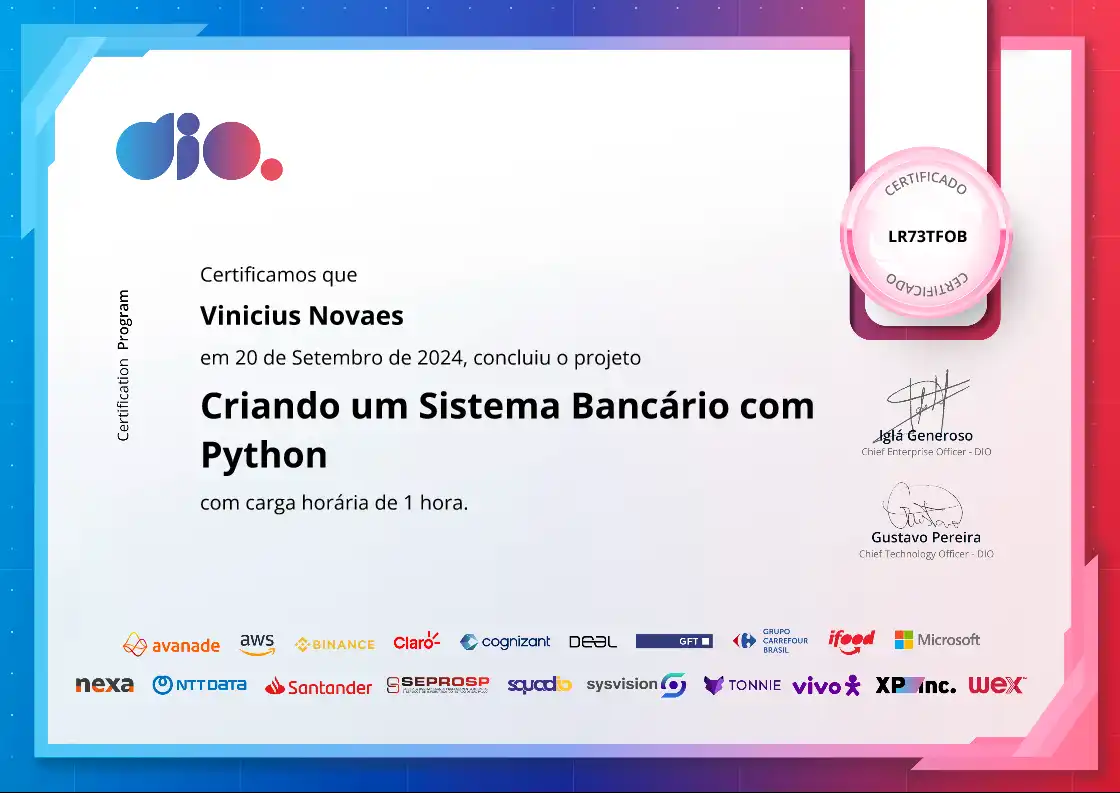 dio.
CERTIFICADO
LR73TFOB
CERTIFICADO
Certification Program
Certificamos que
Vinicius Novaes
em 20 de Setembro de 2024, concluiu o projeto
Criando um Sistema Bancário com
Python
com carga horária de 1 hora.
Iglá Generoso
Chief Enterprise Officer - DIO
Gustavo Pereira
Chief Technology Officer - DIO
avanade aws BINANCE Claro cognizant DEAL GFT GRUPO CARREFOUR BRASIL ifood Microsoft
nexa NTT DATA Santander SEPROSP squadio sysvision TONNIE vivo XP inc. wex